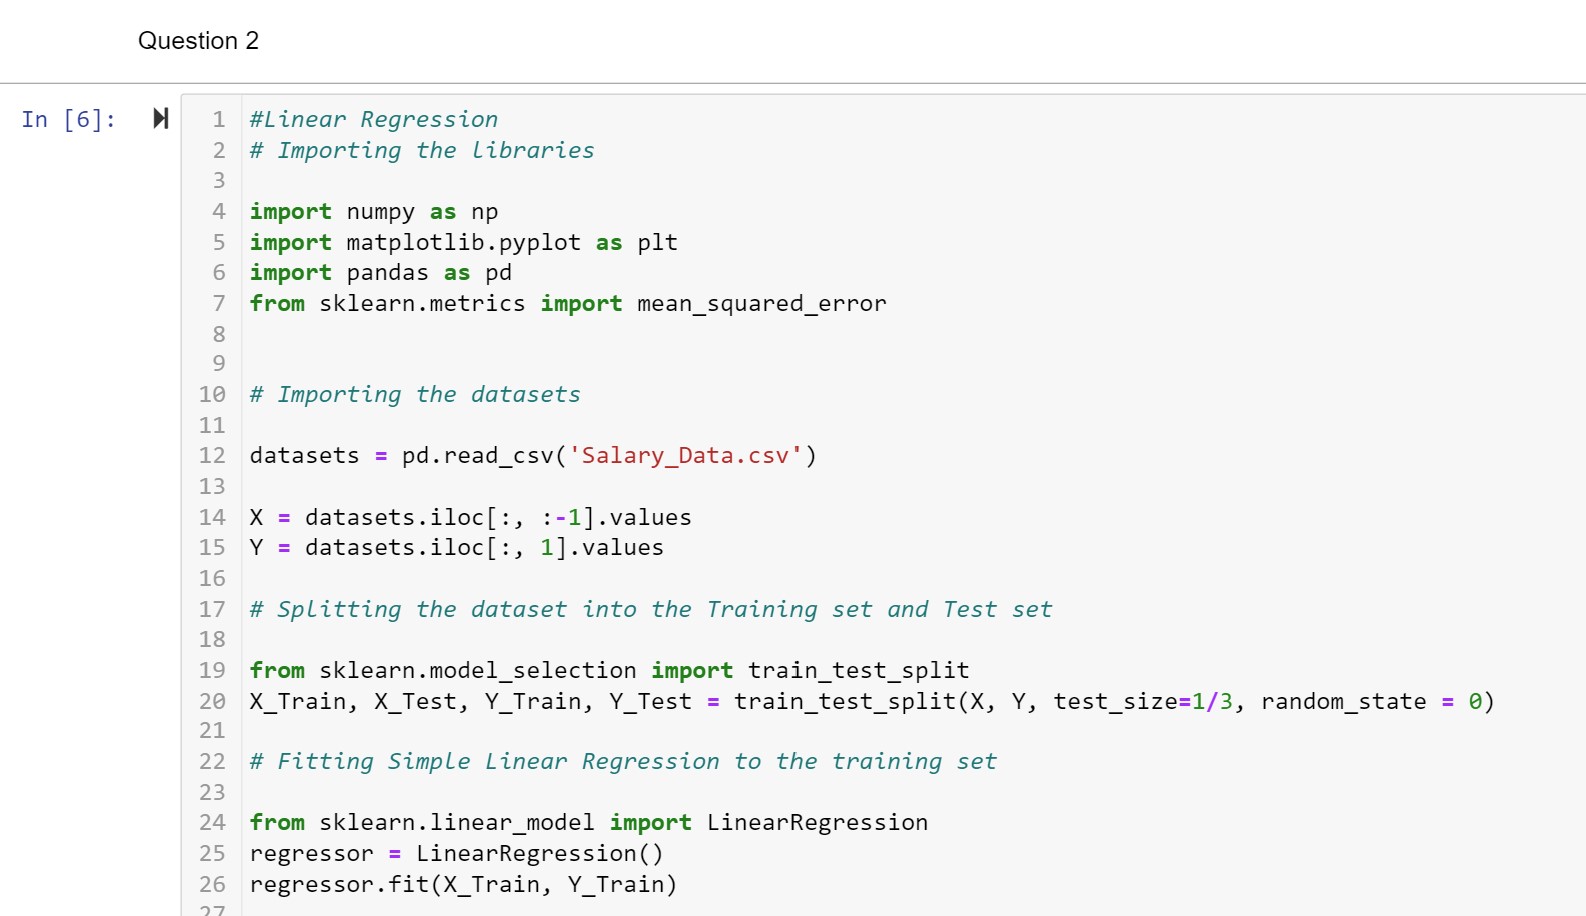 Question 2
In [6]:
1 #Linear Regression
2 # Importing the libraries
3
4 import numpy as np
5 import matplotlib.pyplot as plt
6 import pandas as pd
7 from sklearn.metrics import mean_squared_error
8
9
10 # Importing the datasets
11
12 datasets = pd.read_csv('Salary_Data.csv')
13
14 X = datasets.iloc[:, :-1].values
15 Y = datasets.iloc[:, 1].values
16
17 # Splitting the dataset into the Training set and Test set
18
19 from sklearn.model_selection import train_test_split
20 X_Train, X_Test, Y_Train, Y_Test = train_test_split(X, Y, test_size=1/3, random_state = 0)
21
22 # Fitting Simple Linear Regression to the training set
23
24 from sklearn.linear_model import LinearRegression
25 regressor = LinearRegression()
26 regressor.fit(X_Train, Y_Train)
27